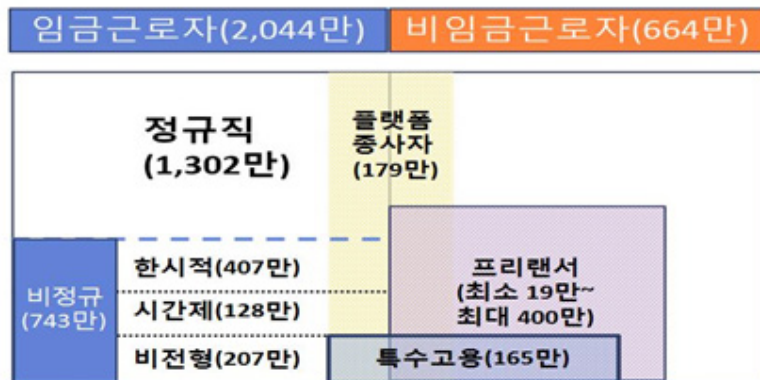 임금근로자(2,044만)
비임금근로자(664만)
정규직
(1,302만)
플랫폼
종사자
(179만)
비정규
(743만)
한시적(407만)
시간제(128만)
비전형(207만)
프리랜서
(최소 19만~
최대 400만)
특수고용(165만)